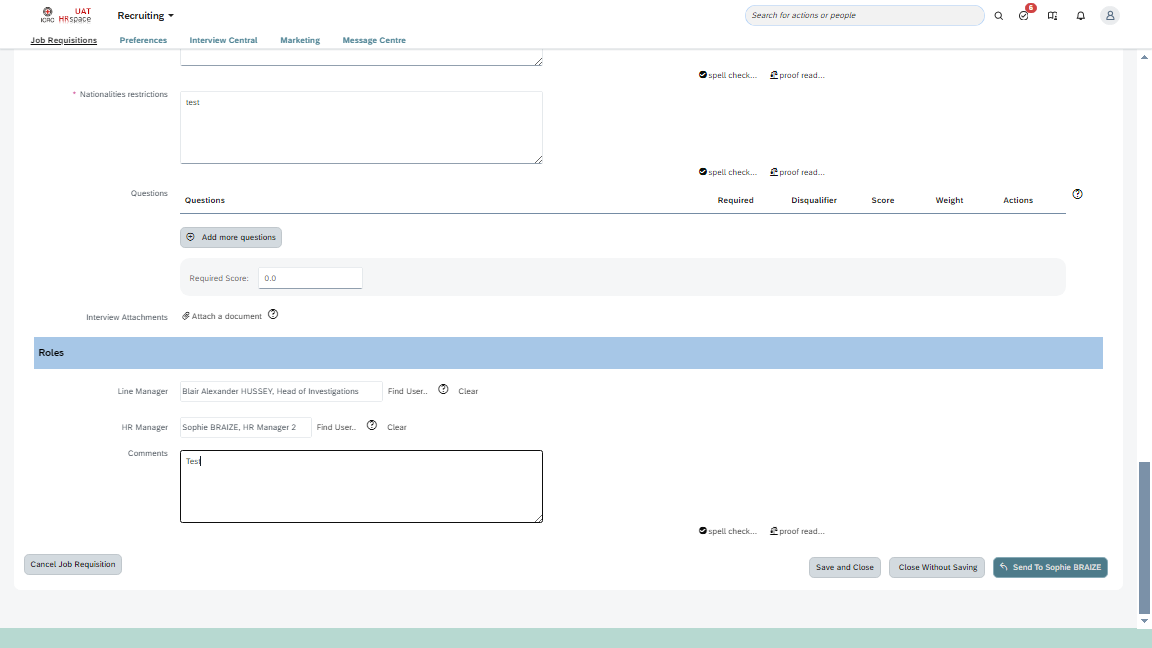 ICRC UAT HRspace Recruiting Search for actions or people 6
Job Requisitions Preferences Interview Central Marketing Message Centre
spell check... proof read...
* Nationalities restrictions
test
spell check... proof read...
Questions
Questions Required Disqualifier Score Weight Actions
Add more questions
Required Score: 0.0
Interview Attachments Attach a document
Roles
Line Manager Blair Alexander HUSSEY, Head of Investigations Find User.. Clear
HR Manager Sophie BRAIZE, HR Manager 2 Find User.. Clear
Comments
Test
spell check... proof read...
Cancel Job Requisition Save and Close Close Without Saving Send To Sophie BRAIZE